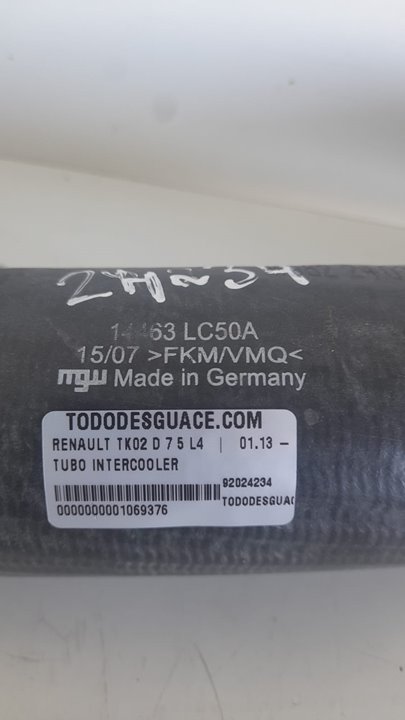 14463 LC50A
15/07 >FKM/VMQ<
mgw Made in Germany
TODODESGUACE.COM
RENAULT TK02 D 7 5 L4 | 01.13 -
TUBO INTERCOOLER
92024234
TODODESGUAC
0000000001069376